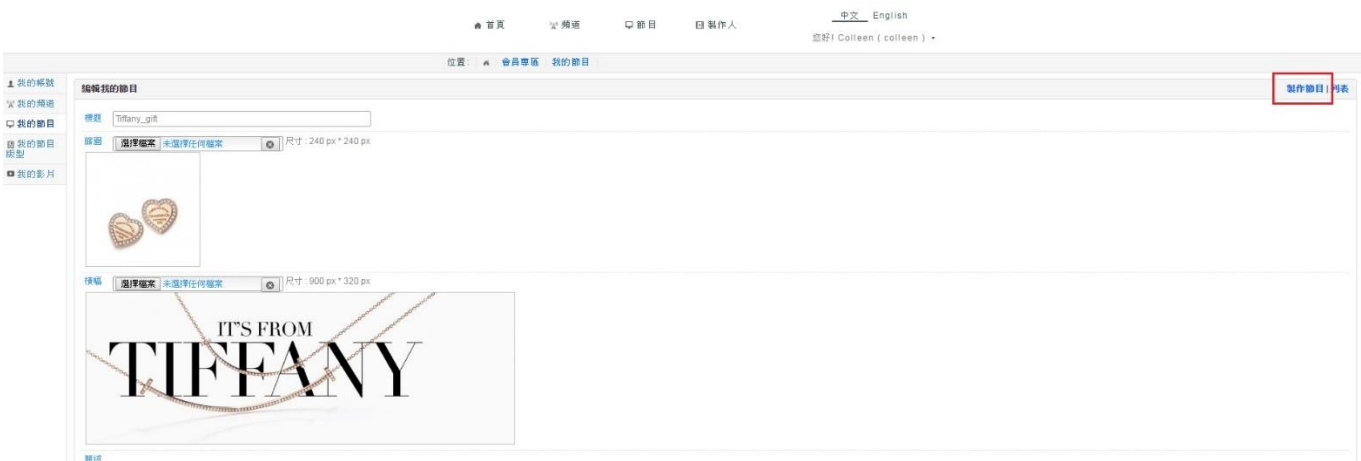 首頁 頻道 節目 製作人 中文 English
您好! Colleen ( colleen )
位置: 會員專區 我的節目
我的帳號
我的頻道
我的節目
我的節目
版型
我的影片
編輯我的節目 製作節目 | 列表
標題 Tiffany_gift
縮圖 選擇檔案 未選擇任何檔案 尺寸 : 240 px * 240 px
橫幅 選擇檔案 未選擇任何檔案 尺寸 : 900 px * 320 px
IT'S FROM
TIFFANY